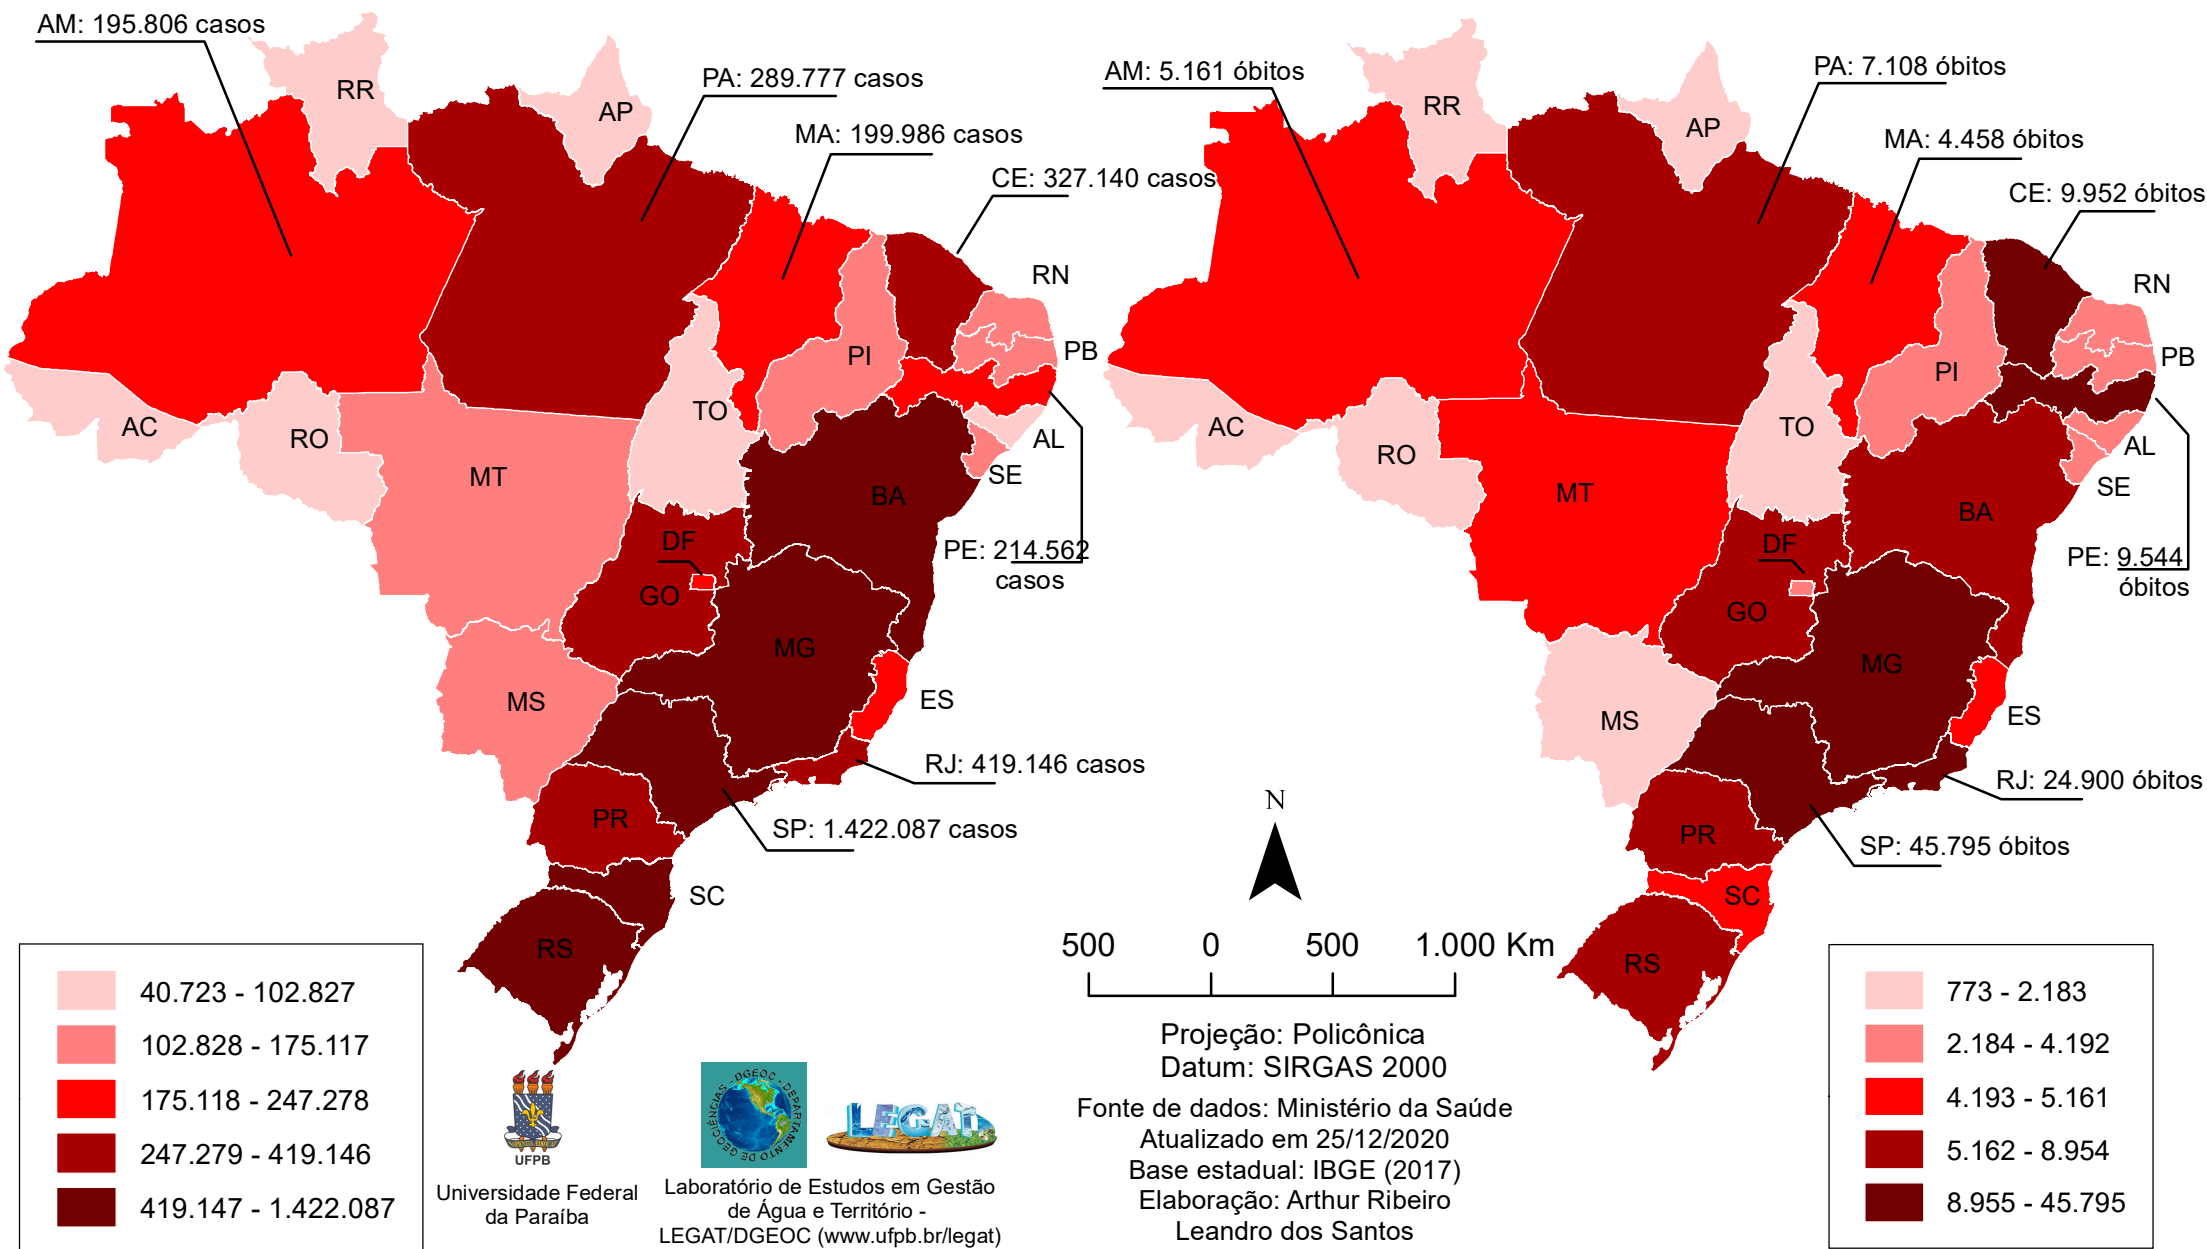 AM: 195.806 casos
RR
AP
PA: 289.777 casos
MA: 199.986 casos
CE: 327.140 casos
RN
PB
PI
TO
AC
RO
AL
SE
MT
BA
DF
PE: 214.562
casos
GO
MG
MS
ES
RJ: 419.146 casos
PR
SP: 1.422.087 casos
SC
RS
40.723 - 102.827
102.828 - 175.117
175.118 - 247.278
247.279 - 419.146
419.147 - 1.422.087
AM: 5.161 óbitos
RR
AP
PA: 7.108 óbitos
MA: 4.458 óbitos
CE: 9.952 óbitos
RN
PB
PI
TO
AC
RO
AL
SE
MT
BA
DF
PE: 9.544
óbitos
GO
MG
MS
ES
RJ: 24.900 óbitos
PR
SP: 45.795 óbitos
SC
RS
773 - 2.183
2.184 - 4.192
4.193 - 5.161
5.162 - 8.954
8.955 - 45.795
N
500 0 500 1.000 Km
Projeção: Policônica
Datum: SIRGAS 2000
Fonte de dados: Ministério da Saúde
Atualizado em 25/12/2020
Base estadual: IBGE (2017)
Elaboração: Arthur Ribeiro
Leandro dos Santos
UFPB
Universidade Federal
da Paraíba
DGEOC - DEPARTAMENTO DE GEOCIÊNCIAS
LEGAT
Laboratório de Estudos em Gestão
de Água e Território -
LEGAT/DGEOC (www.ufpb.br/legat)